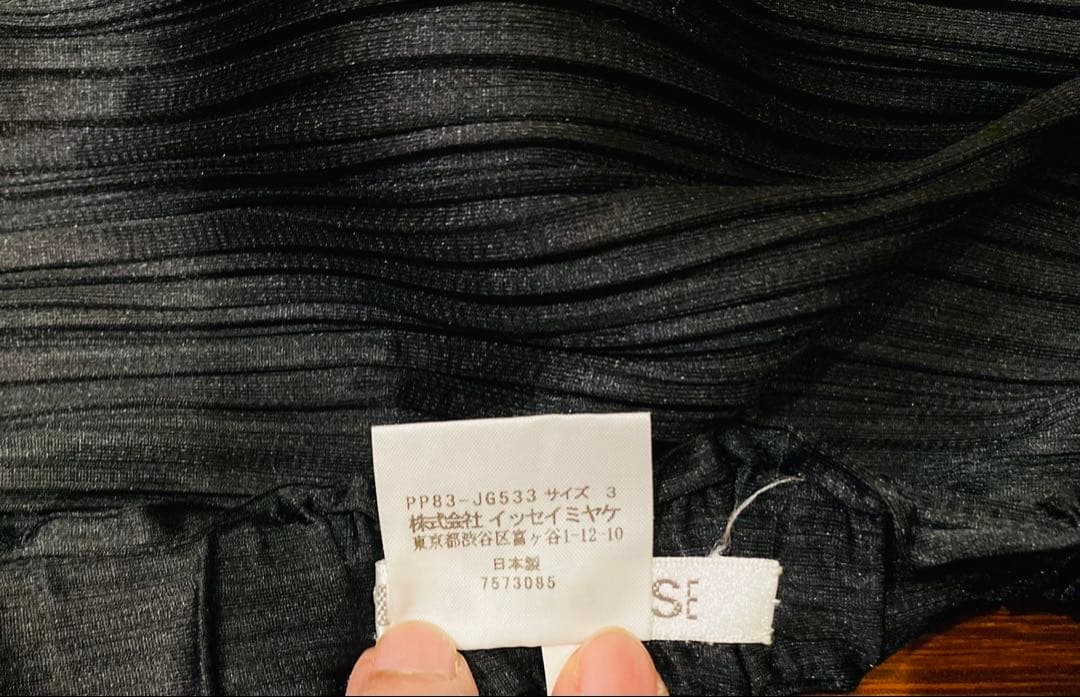 PP83-JG533 サイズ 3
株式会社 イッセイミヤケ
東京都渋谷区富ヶ谷1-12-10
日本製
7573085
SE